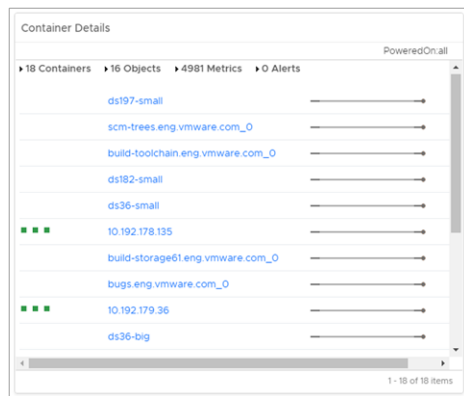 Container Details
PoweredOn:all
18 Containers 16 Objects 4981 Metrics 0 Alerts
ds197-small
scm-trees.eng.vmware.com_0
build-toolchain.eng.vmware.com_0
ds182-small
ds36-small
10.192.178.135
build-storage61.eng.vmware.com_0
bugs.eng.vmware.com_0
10.192.179.36
ds36-big
1 - 18 of 18 items